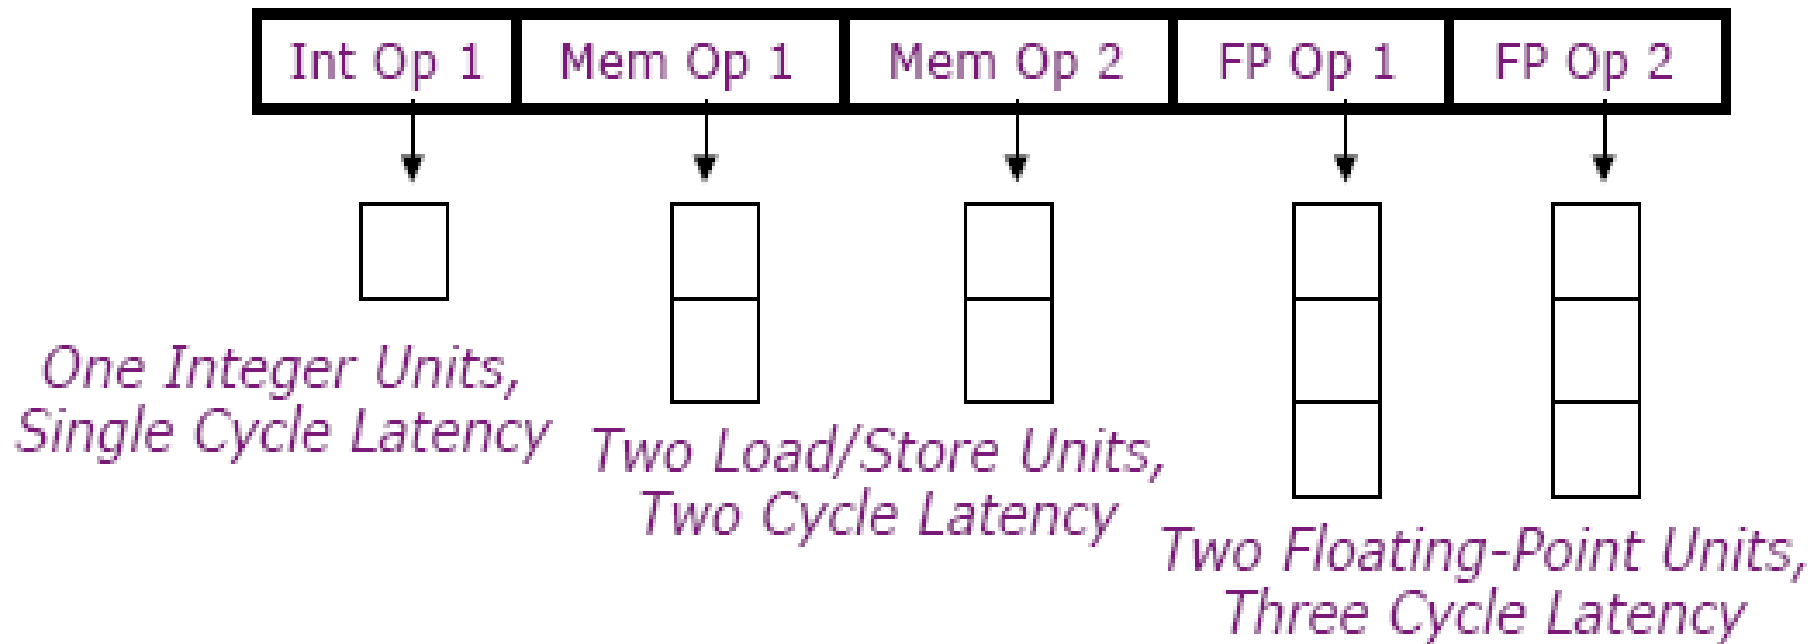 Int Op 1 Mem Op 1 Mem Op 2 FP Op 1 FP Op 2
One Integer Units,
Single Cycle Latency
Two Load/Store Units,
Two Cycle Latency
Two Floating-Point Units,
Three Cycle Latency